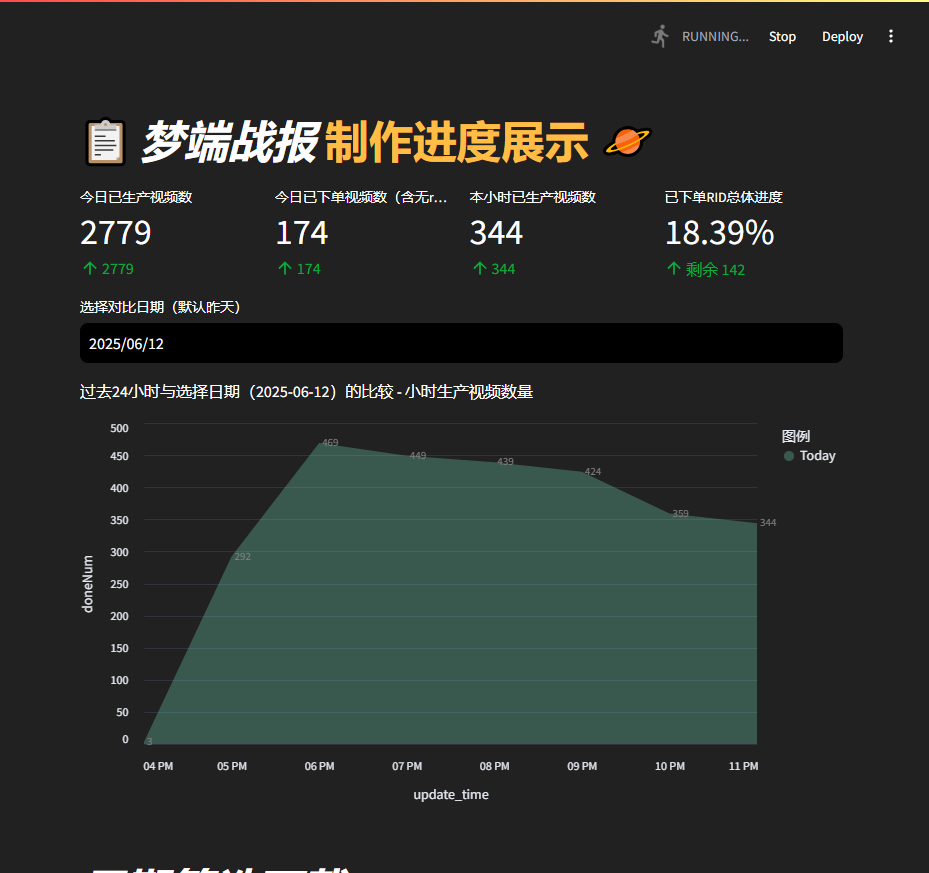 RUNNING... Stop Deploy
梦端战报 制作进度展示
今日已生产视频数 今日已下单视频数（含无r... 本小时已生产视频数 已下单RID总体进度
2779 174 344 18.39%
↑ 2779 ↑ 174 ↑ 344 ↑ 剩余 142
选择对比日期（默认昨天）
2025/06/12
过去24小时与选择日期（2025-06-12）的比较 - 小时生产视频数量
500
450
400
350
300
250
200
150
100
50
0
doneNum
3
292
469
449
439
424
359
344
图例
Today
04 PM 05 PM 06 PM 07 PM 08 PM 09 PM 10 PM 11 PM
update_time